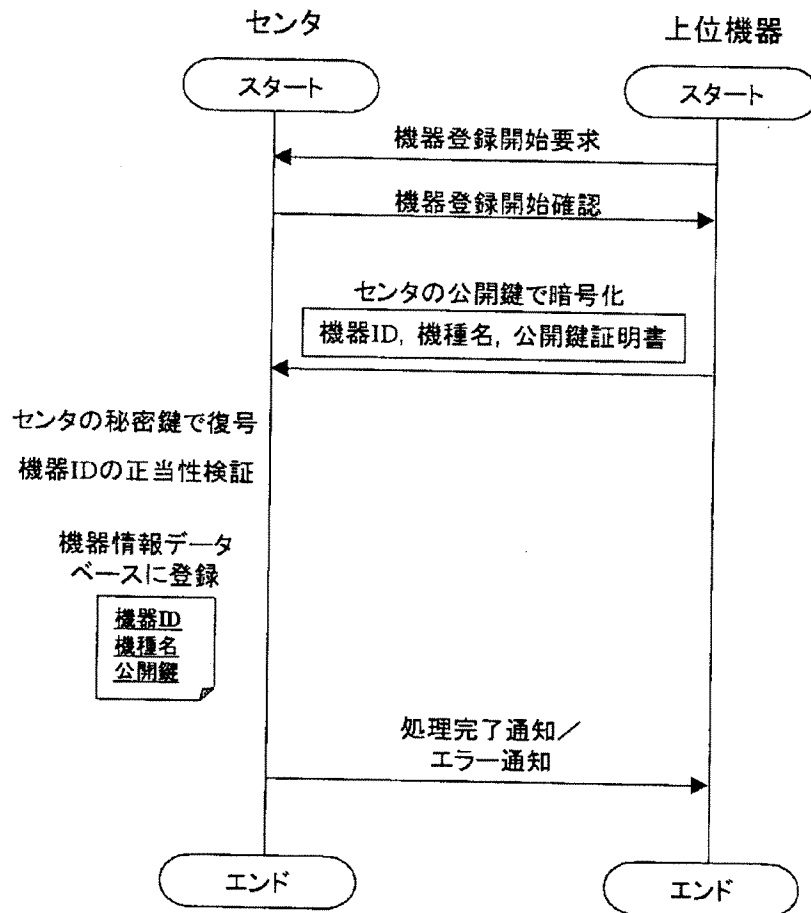 センタ
上位機器
スタート
スタート
機器登録開始要求
機器登録開始確認
センタの公開鍵で暗号化
機器ID, 機種名, 公開鍵証明書
センタの秘密鍵で復号
機器IDの正当性検証
機器情報データ
ベースに登録
機器ID
機種名
公開鍵
処理完了通知／
エラー通知
エンド
エンド